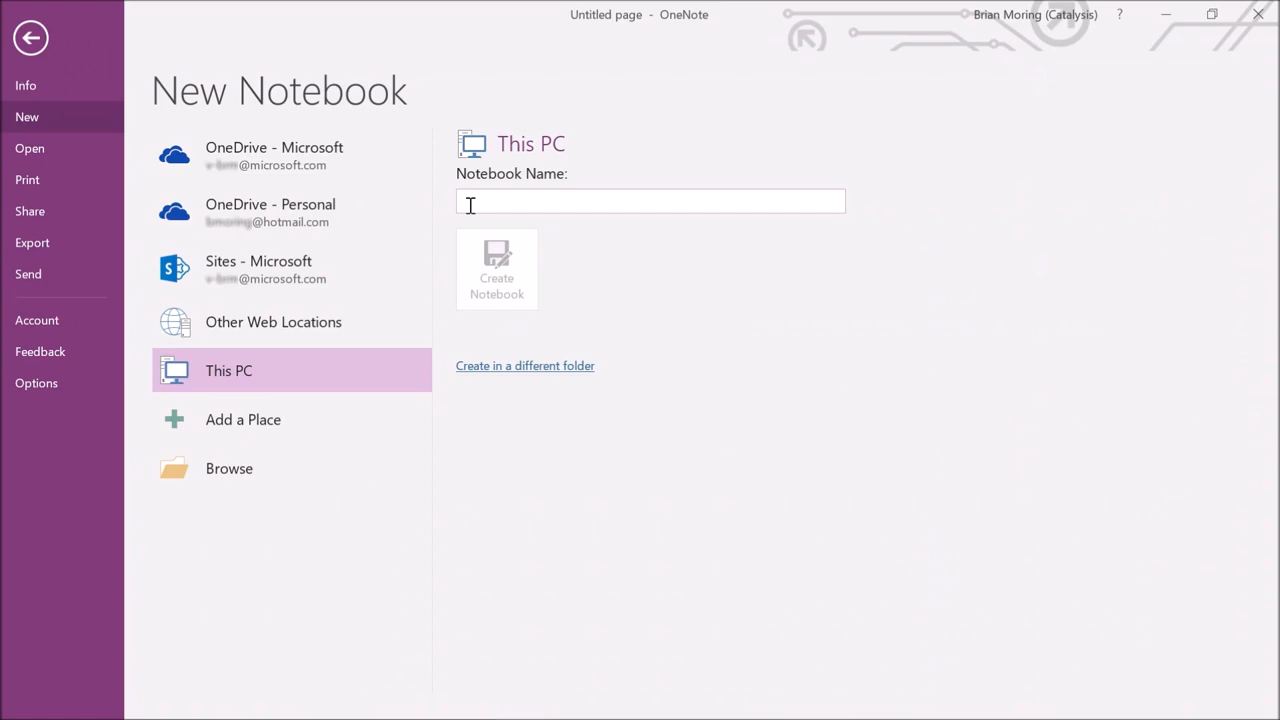 Untitled page - OneNote
Brian Moring (Catalysis)
?
Info
New
Open
Print
Share
Export
Send
Account
Feedback
Options
New Notebook
OneDrive - Microsoft
@microsoft.com
OneDrive - Personal
@hotmail.com
Sites - Microsoft
@microsoft.com
Other Web Locations
This PC
Add a Place
Browse
This PC
Notebook Name:
Create
Notebook
Create in a different folder